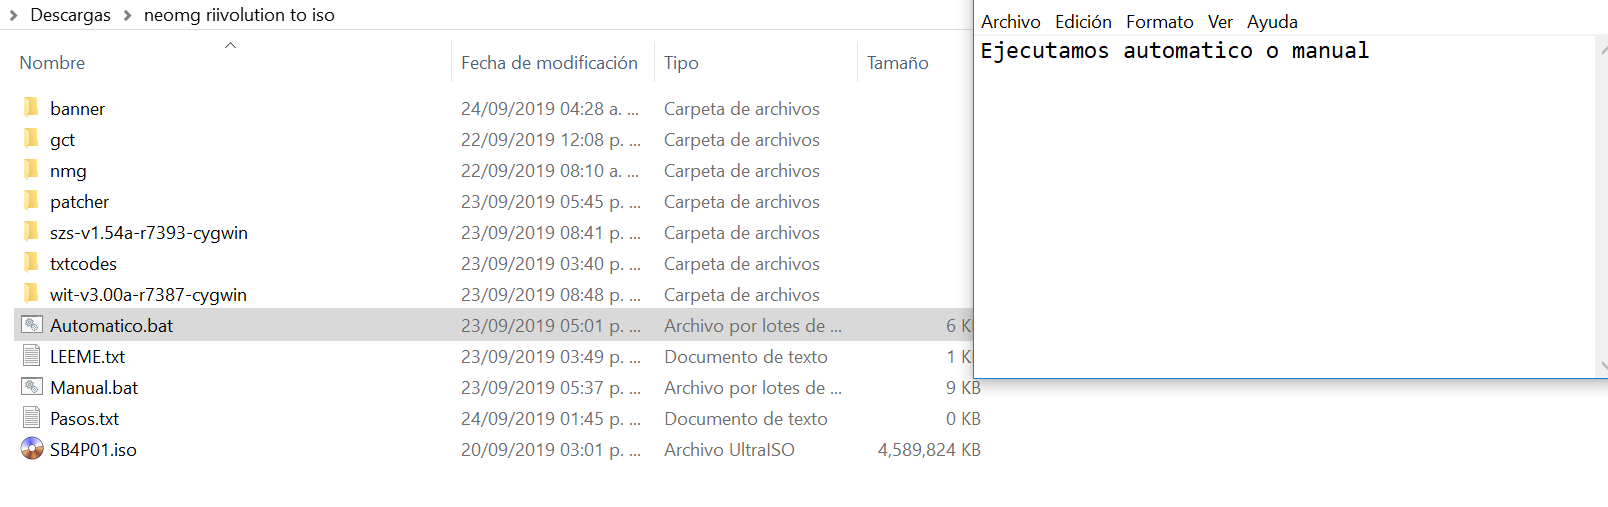 Descargas neomg riivolution to iso
Nombre Fecha de modificación Tipo Tamaño
banner 24/09/2019 04:28 a. ... Carpeta de archivos
gct 22/09/2019 12:08 p. ... Carpeta de archivos
nmg 22/09/2019 08:10 a. ... Carpeta de archivos
patcher 23/09/2019 05:45 p. ... Carpeta de archivos
szs-v1.54a-r7393-cygwin 23/09/2019 08:41 p. ... Carpeta de archivos
txtcodes 23/09/2019 03:40 p. ... Carpeta de archivos
wit-v3.00a-r7387-cygwin 23/09/2019 08:48 p. ... Carpeta de archivos
Automatico.bat 23/09/2019 05:01 p. ... Archivo por lotes de ... 6 KB
LEEME.txt 23/09/2019 03:49 p. ... Documento de texto 1 KB
Manual.bat 23/09/2019 05:37 p. ... Archivo por lotes de ... 9 KB
Pasos.txt 24/09/2019 01:45 p. ... Documento de texto 0 KB
SB4P01.iso 20/09/2019 03:01 p. ... Archivo UltraISO 4,589,824 KB
Archivo Edición Formato Ver Ayuda
Ejecutamos automatico o manual